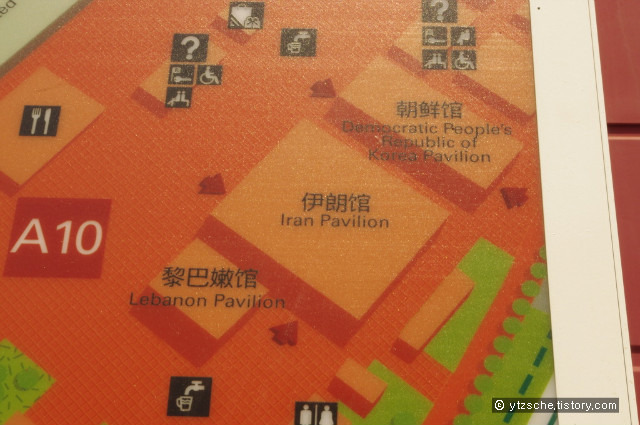 ted
?
?
朝鲜馆
Democratic People's
Republic of
Korea Pavilion
伊朗馆
Iran Pavilion
A10
黎巴嫩馆
Lebanon Pavilion
© ytzsche.tistory.com